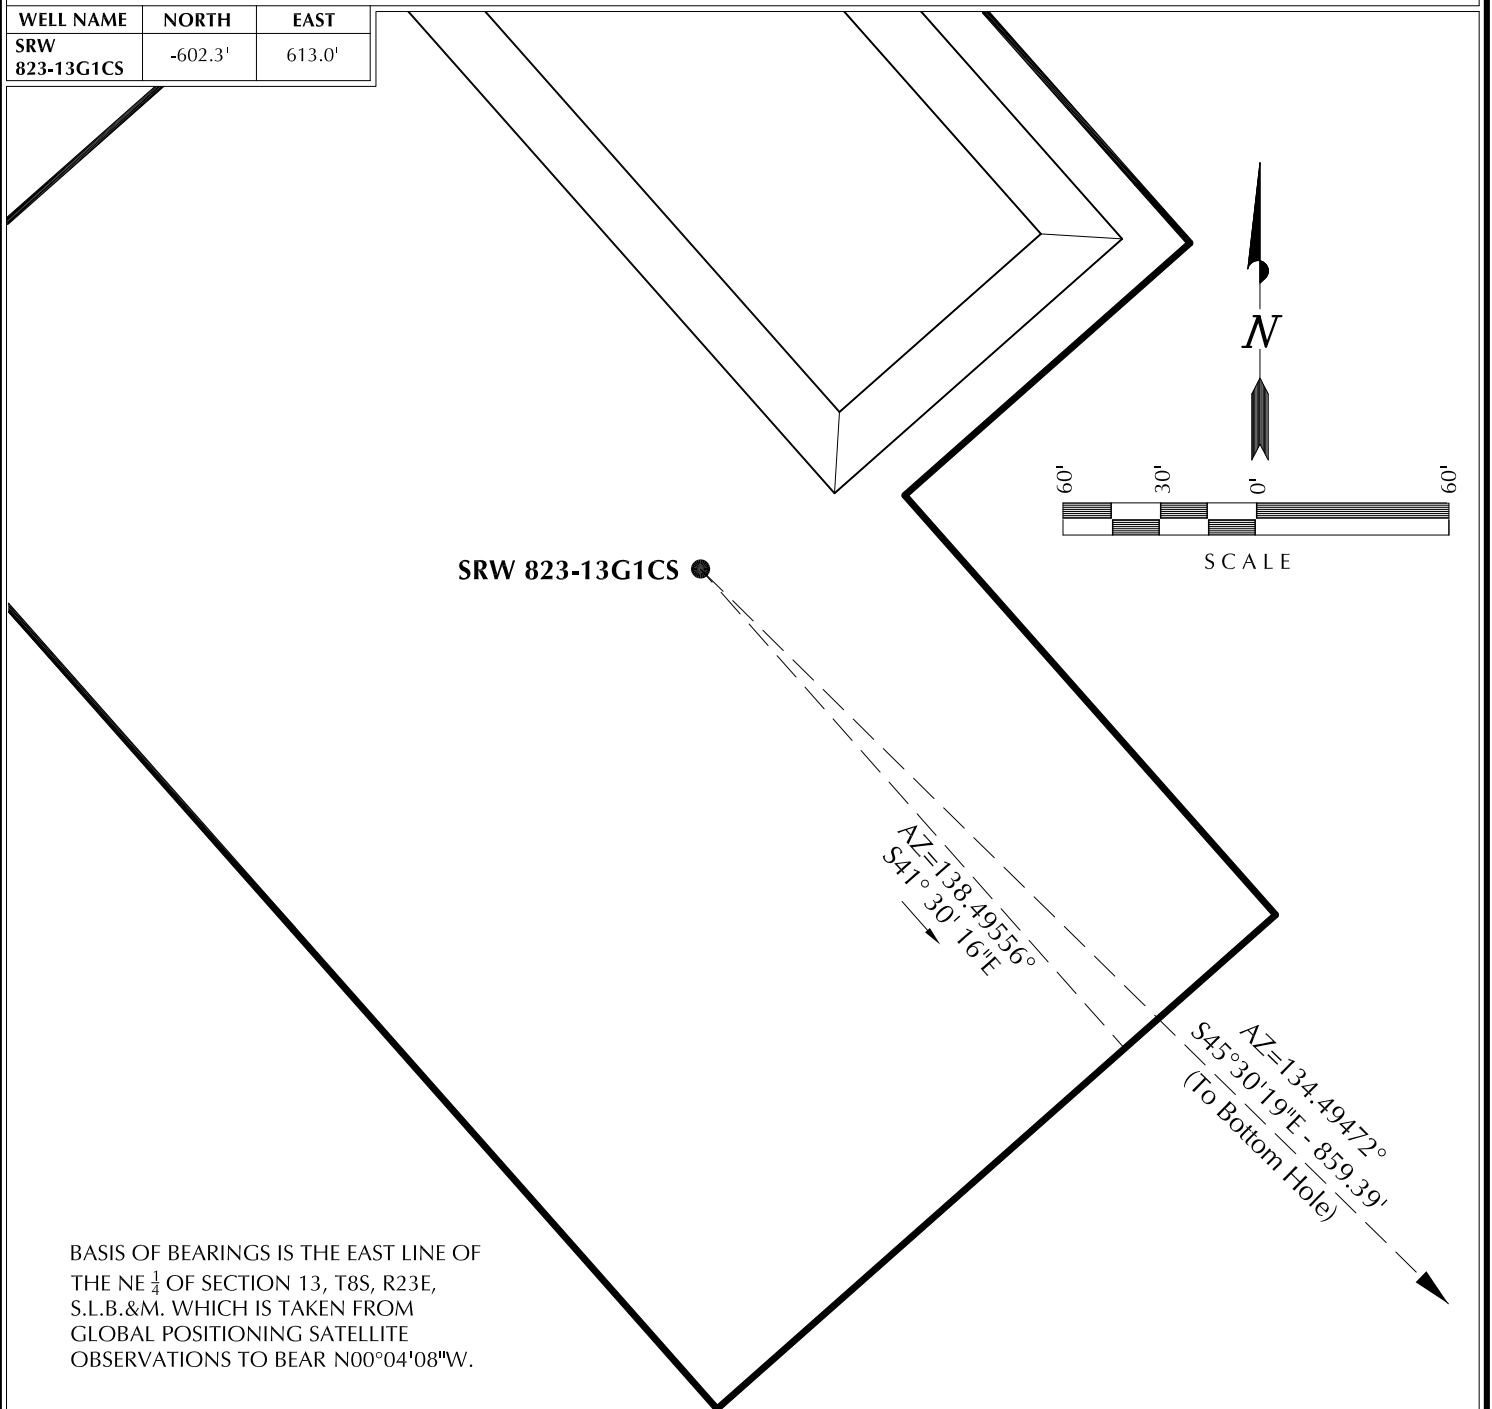 WELL NAME NORTH EAST
SRW
823-13G1CS -602.3' 613.0'
N
60' 30' 0' 60'
SCALE
SRW 823-13G1CS
AZ=138.49556°
S41° 30' 16"E
AZ=134.49472°
S45°30'19"E - 859.39'
(To Bottom Hole)
BASIS OF BEARINGS IS THE EAST LINE OF
THE NE 1/4 OF SECTION 13, T8S, R23E,
S.L.B.&M. WHICH IS TAKEN FROM
GLOBAL POSITIONING SATELLITE
OBSERVATIONS TO BEAR N00°04'08"W.